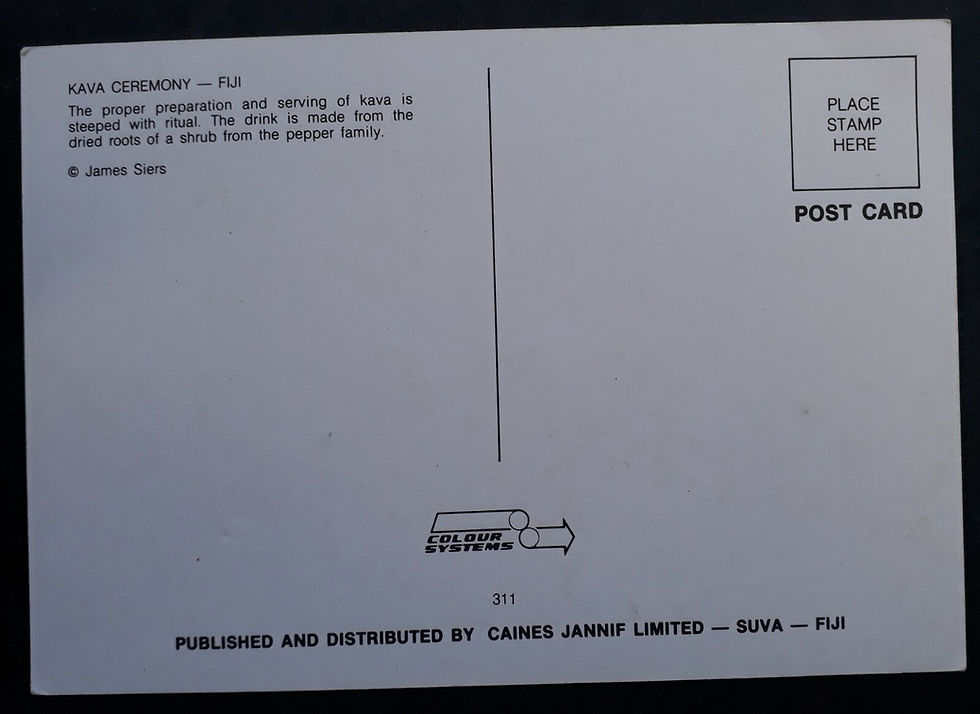 KAVA CEREMONY — FIJI
The proper preparation and serving of kava is
steeped with ritual. The drink is made from the
dried roots of a shrub from the pepper family.
© James Siers
PLACE
STAMP
HERE
POST CARD
COLOUR
SYSTEMS
311
PUBLISHED AND DISTRIBUTED BY CAINES JANNIF LIMITED — SUVA — FIJI